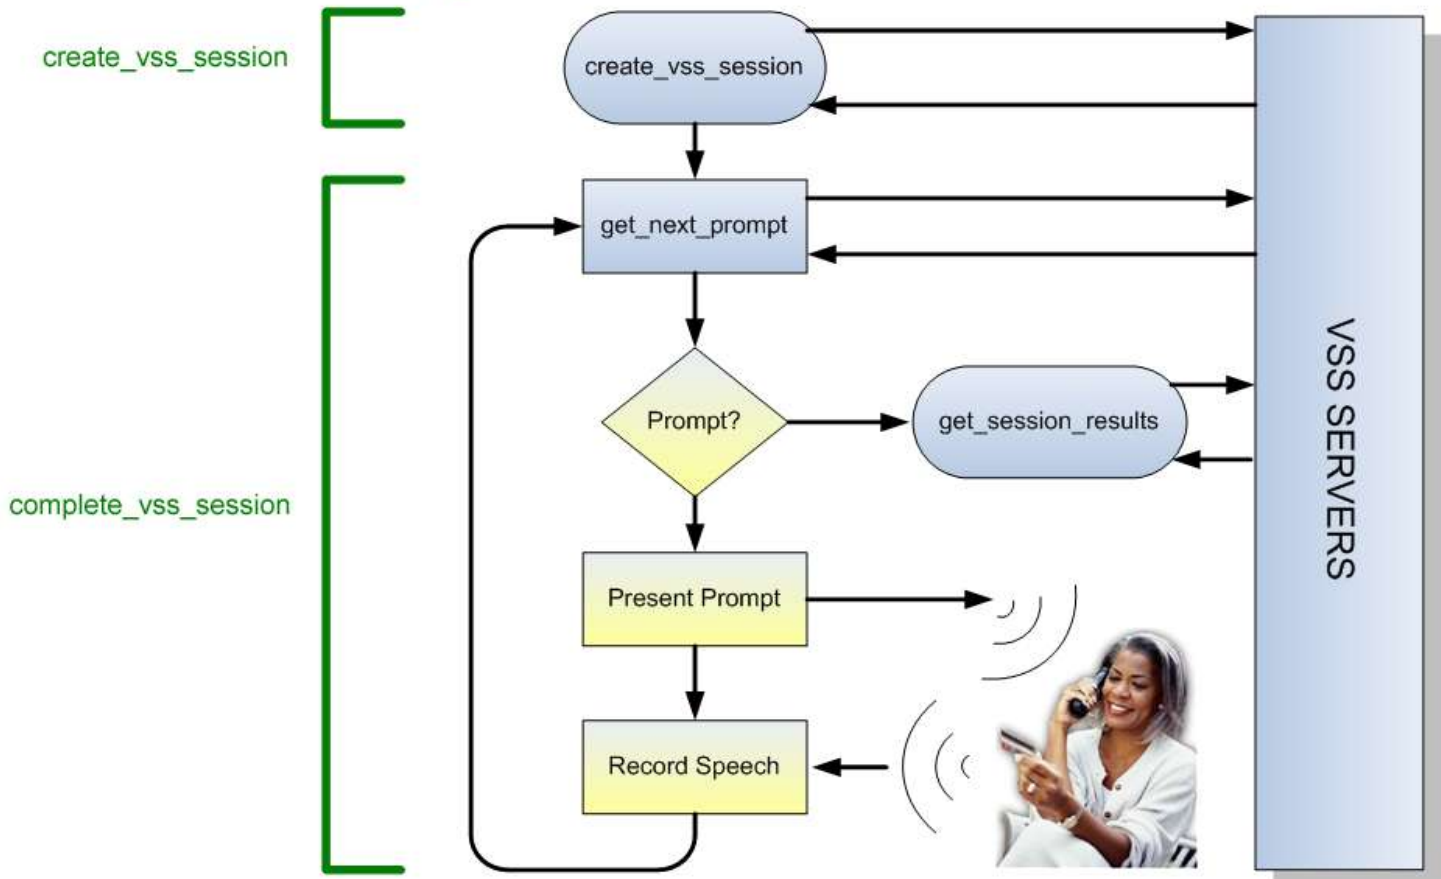 create_vss_session
create_vss_session
get_next_prompt
Prompt?
get_session_results
complete_vss_session
Present Prompt
Record Speech
VSS SERVERS